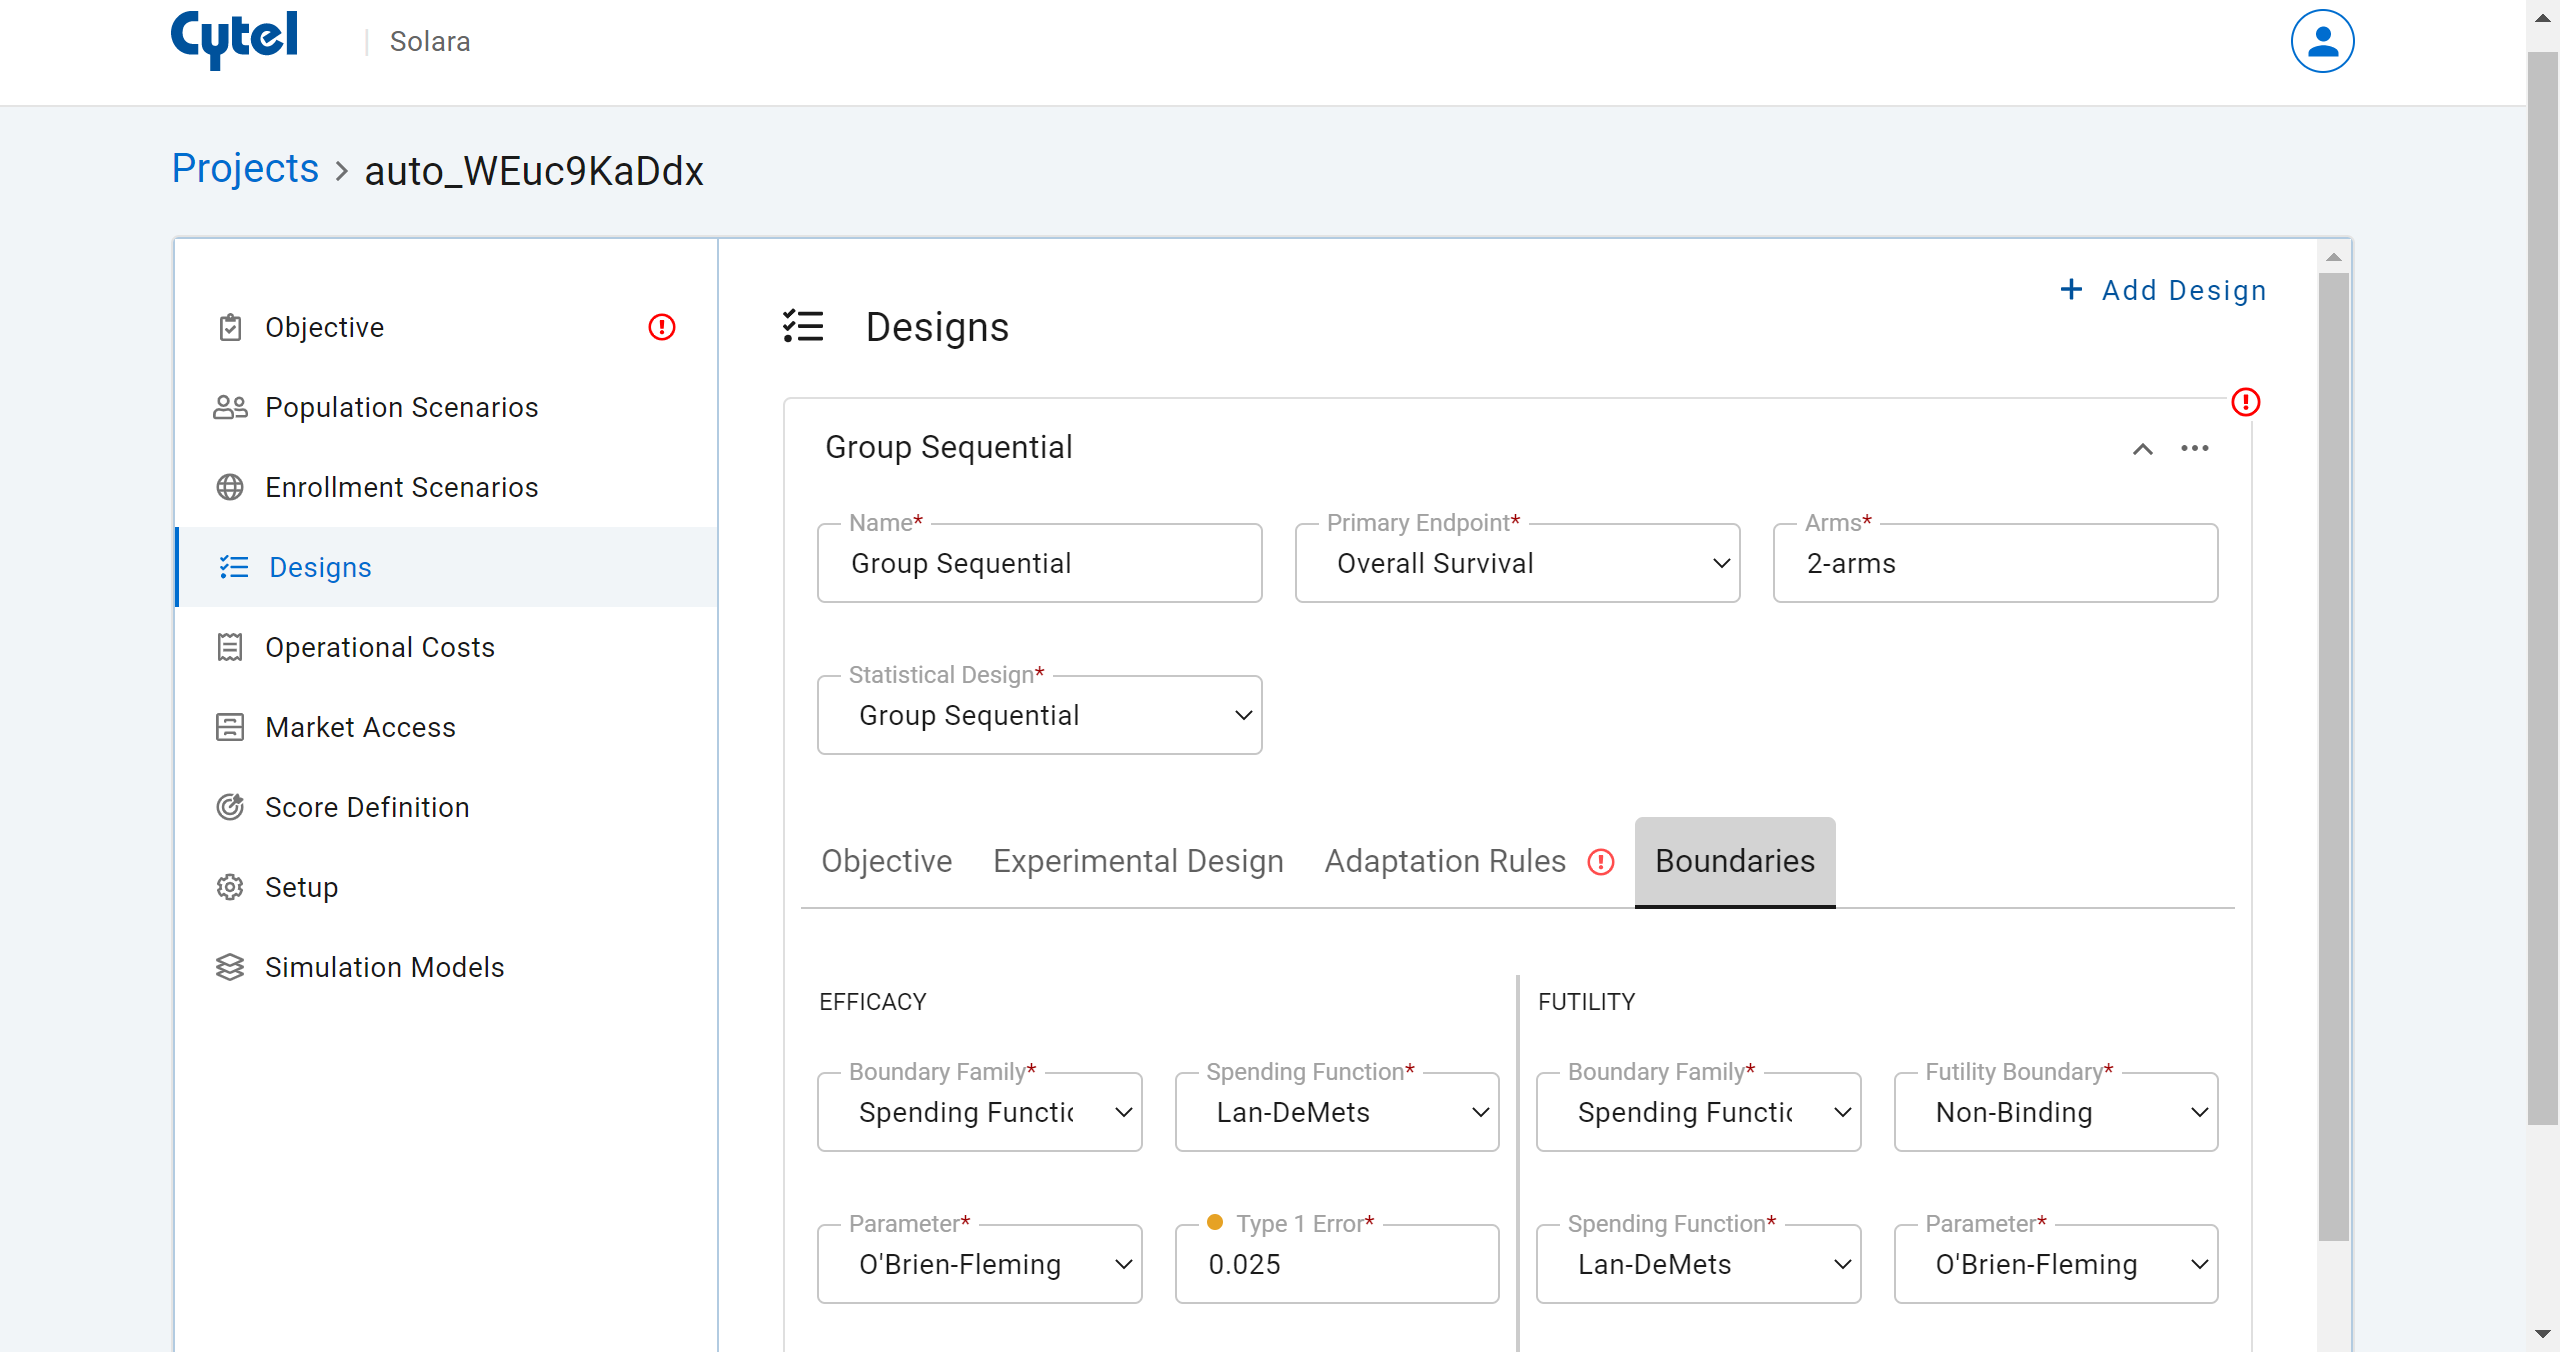 Cytel
Solara
Projects > auto_WEuc9KaDdx
Objective
Population Scenarios
Enrollment Scenarios
Designs
Operational Costs
Market Access
Score Definition
Setup
Simulation Models
+ Add Design
Designs
Group Sequential
Name* Primary Endpoint* Arms*
Group Sequential Overall Survival 2-arms
Statistical Design*
Group Sequential
Objective Experimental Design Adaptation Rules Boundaries
EFFICACY
Boundary Family* Spending Function*
Spending Functic Lan-DeMets
Parameter* Type 1 Error*
O'Brien-Fleming 0.025
FUTILITY
Boundary Family* Futility Boundary*
Spending Functic Non-Binding
Spending Function* Parameter*
Lan-DeMets O'Brien-Fleming